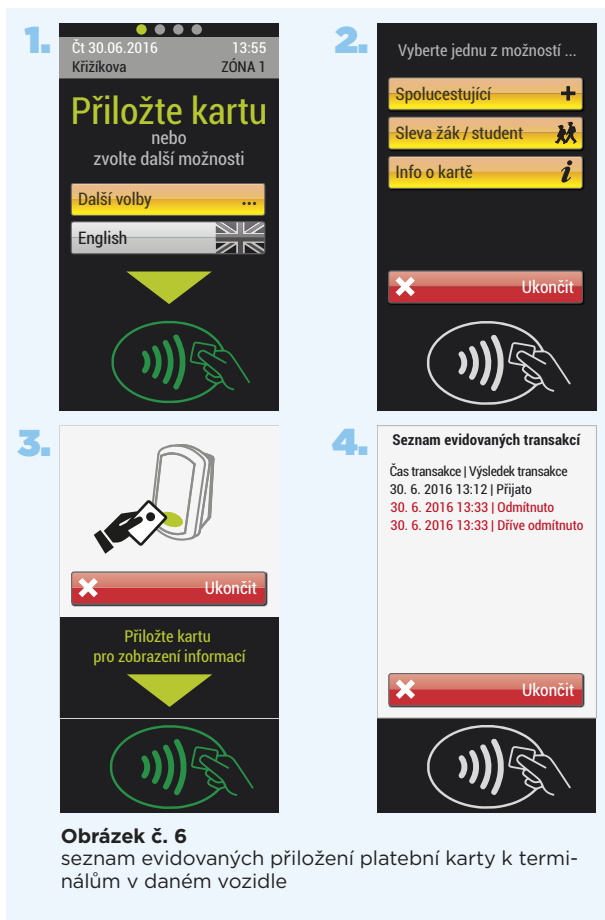 1.
Čt 30.06.2016 13:55
Křižíkova ZÓNA 1
Přiložte kartu
nebo
zvolte další možnosti
Další volby ...
English
2.
Vyberte jednu z možností ...
Spolucestující +
Sleva žák / student
Info o kartě i
Ukončit
3.
Ukončit
Přiložte kartu
pro zobrazení informací
4.
Seznam evidovaných transakcí
Čas transakce | Výsledek transakce
30. 6. 2016 13:12 | Přijato
30. 6. 2016 13:33 | Odmítnuto
30. 6. 2016 13:33 | Dříve odmítnuto
Ukončit
Obrázek č. 6
seznam evidovaných přiložení platební karty k termi-
nálům v daném vozidle